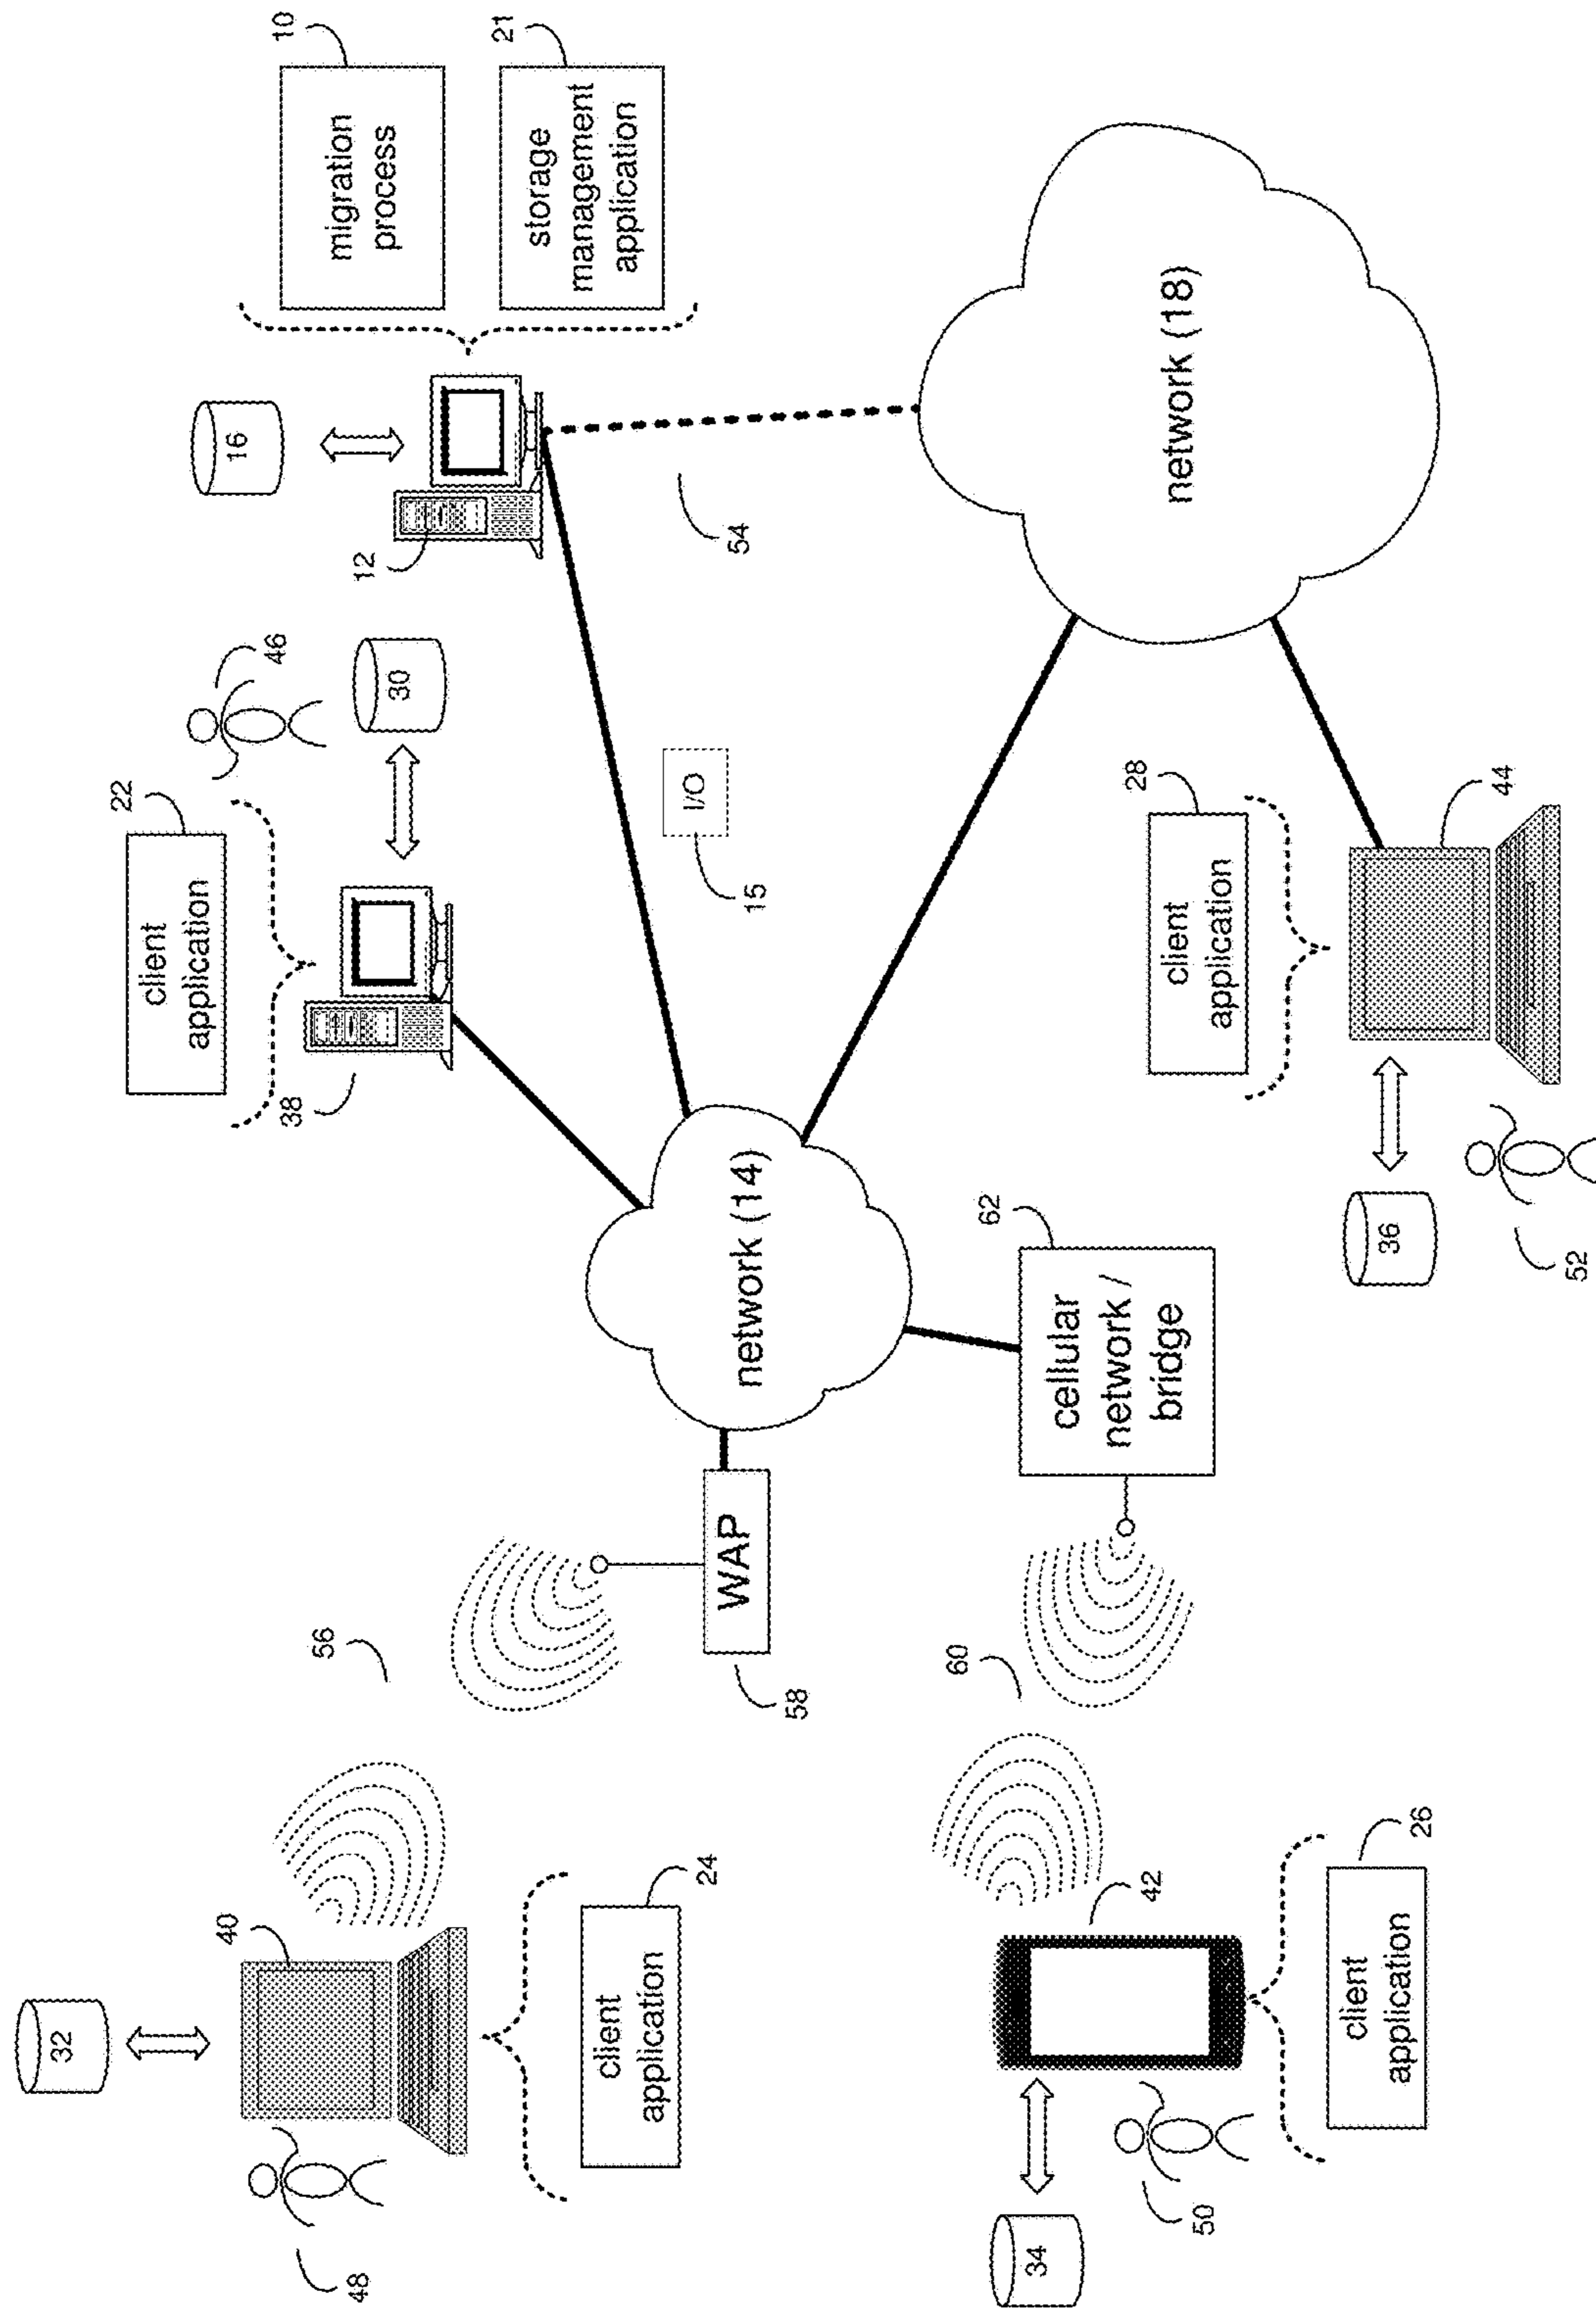 32
48
40
client
application
24
56
WAP
58
22
client
application
38
46
30
16
12
10
migration
process
21
storage
management
application
54
network (14)
I/O
15
34
50
42
client
application
26
60
62
cellular
network /
bridge
network (18)
28
client
application
36
52
44